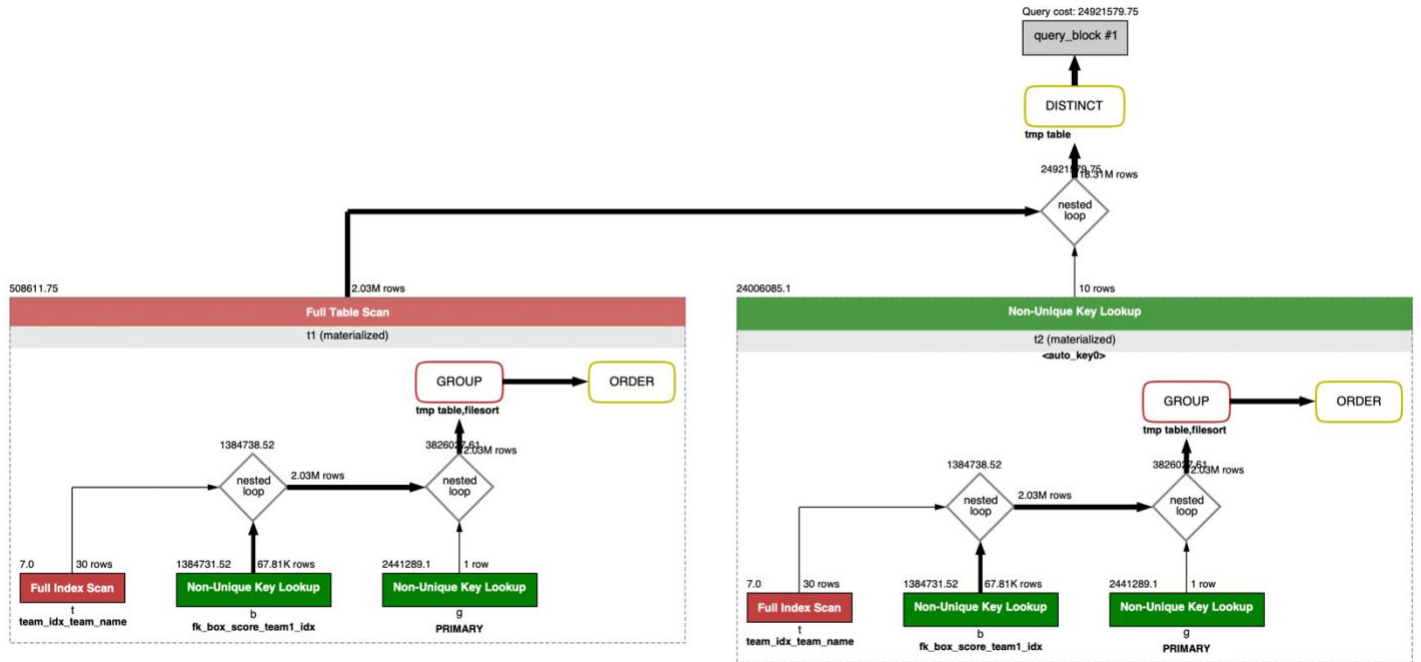 Query cost: 24921579.75
query_block #1
DISTINCT
tmp table
24921579.75
18.31M rows
nested
loop
508611.75
2.03M rows
Full Table Scan
t1 (materialized)
GROUP
ORDER
tmp table,filesort
1384738.52
3826027.61
2.03M rows
nested
loop
2.03M rows
nested
loop
7.0
30 rows
1384731.52
67.81K rows
2441289.1
1 row
Full Index Scan
Non-Unique Key Lookup
Non-Unique Key Lookup
t
b
g
team_idx_team_name
fk_box_score_team1_idx
PRIMARY
24006085.1
10 rows
Non-Unique Key Lookup
t2 (materialized)
<auto_key0>
GROUP
ORDER
tmp table,filesort
1384738.52
3826027.61
2.03M rows
nested
loop
2.03M rows
nested
loop
7.0
30 rows
1384731.52
67.81K rows
2441289.1
1 row
Full Index Scan
Non-Unique Key Lookup
Non-Unique Key Lookup
t
b
g
team_idx_team_name
fk_box_score_team1_idx
PRIMARY